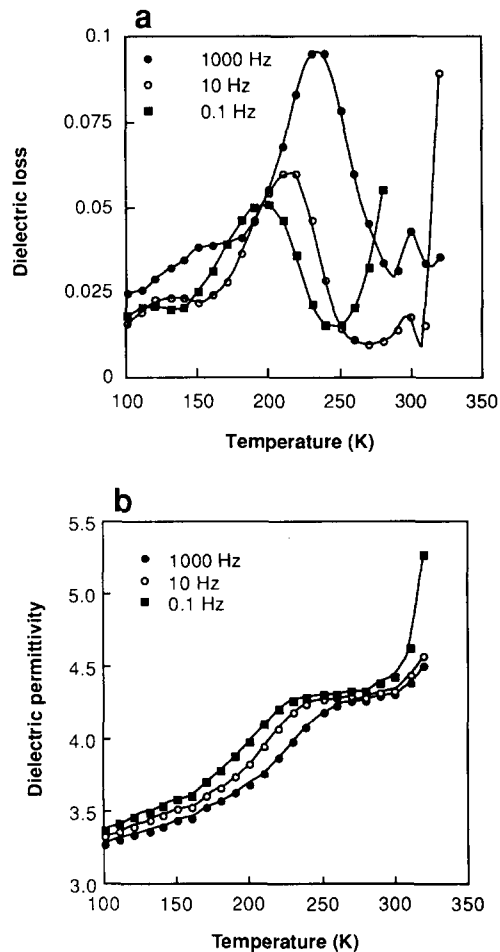 a
0.1
1000 Hz
10 Hz
0.1 Hz
0.075
0.05
0.025
0
Dielectric loss
100 150 200 250 300 350
Temperature (K)
b
5.5
1000 Hz
10 Hz
0.1 Hz
5.0
4.5
4.0
3.5
3.0
Dielectric permittivity
100 150 200 250 300 350
Temperature (K)